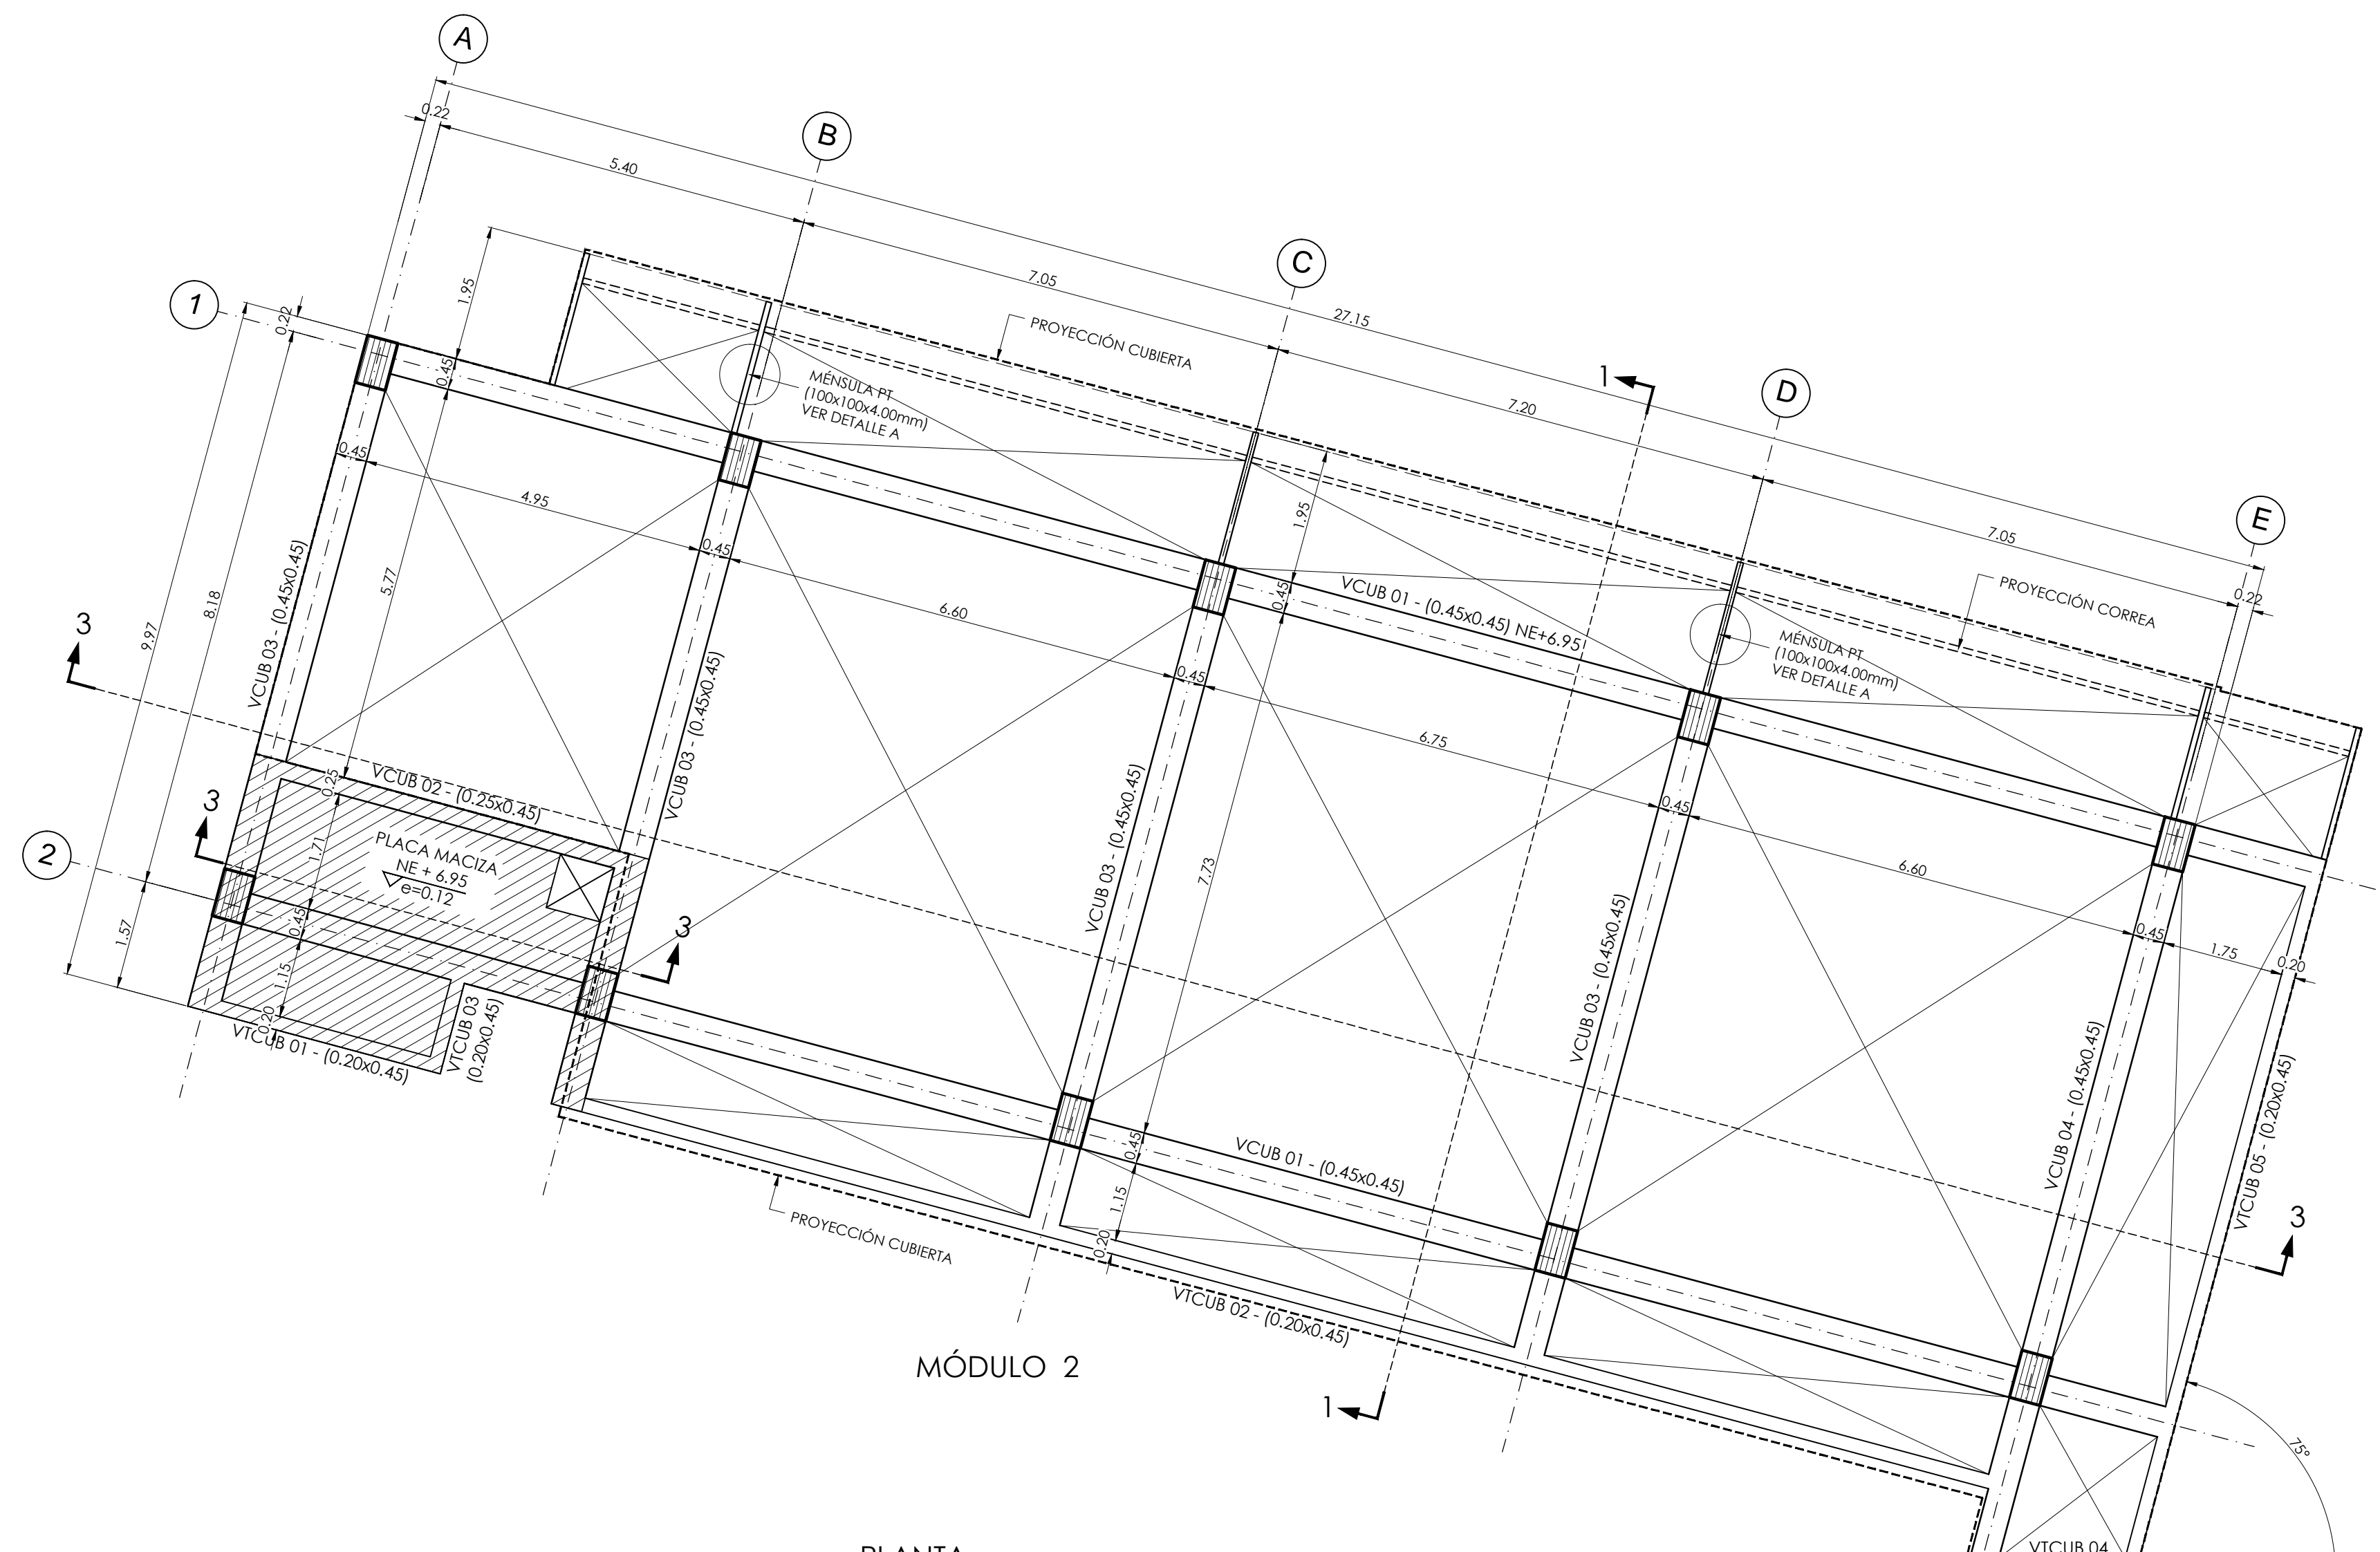 A
0.22
5.40
B
7.05
C
27.15
7.20
D
7.05
E
0.22
1
0.22
1.95
0.45
PROYECCIÓN CUBIERTA
1
MÉNSULA PT
(100x100x4.00mm)
VER DETALLE A
0.45
4.95
0.45
6.60
0.45
6.75
0.45
6.60
0.45
1.75
0.20
1.95
0.45
VCUB 01 - (0.45x0.45) NE+6.95
PROYECCIÓN CORREA
MÉNSULA PT
(100x100x4.00mm)
VER DETALLE A
9.97
8.18
5.77
7.73
VCUB 03 - (0.45x0.45)
VCUB 03 - (0.45x0.45)
VCUB 03 - (0.45x0.45)
VCUB 03 - (0.45x0.45)
VCUB 04 - (0.45x0.45)
VTCUB 05 - (0.20x0.45)
3
3
2
0.25
VCUB 02 - (0.25x0.45)
1.71
PLACA MACIZA
NE + 6.95
e=0.12
0.45
1.57
1.15
0.20
VTCUB 01 - (0.20x0.45)
VTCUB 03
(0.20x0.45)
3
PROYECCIÓN CUBIERTA
0.45
VCUB 01 - (0.45x0.45)
1.15
0.20
VTCUB 02 - (0.20x0.45)
3
MÓDULO 2
1
75°
VTCUB 04
PLANTA